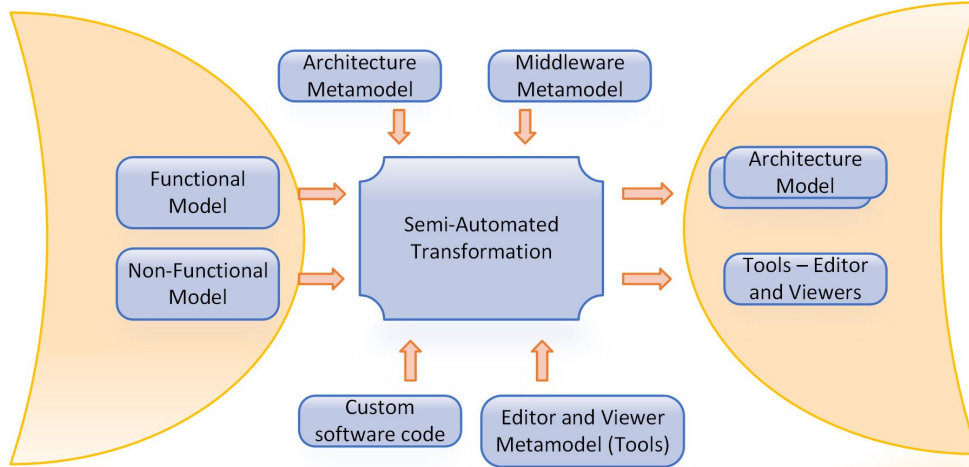 Architecture
Metamodel
Middleware
Metamodel
Functional
Model
Non-Functional
Model
Semi-Automated
Transformation
Architecture
Model
Tools – Editor
and Viewers
Custom
software code
Editor and Viewer
Metamodel (Tools)